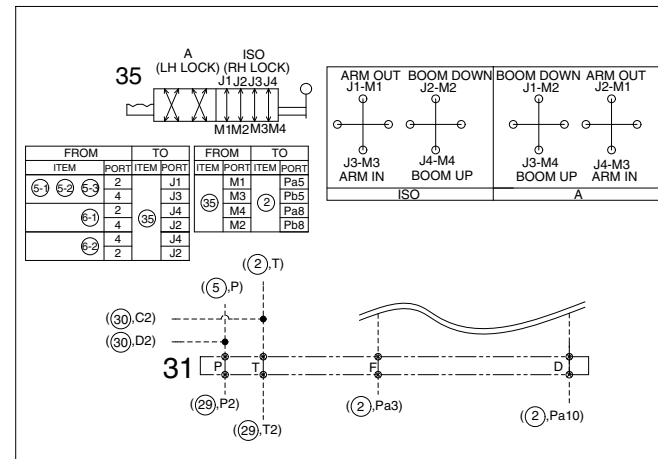 A ISO
(LH LOCK) (RH LOCK)
35 J1J2J3J4
M1M2M3M4
ARM OUT BOOM DOWN BOOM DOWN ARM OUT
J1-M1 J2-M2 J1-M2 J2-M1
J3-M3 J4-M4 J3-M4 J4-M3
ARM IN BOOM UP BOOM UP ARM IN
ISO A
FROM TO FROM TO
ITEM PORT ITEM PORT ITEM PORT ITEM PORT
5-1 5-2 5-3 2 35 J1 35 M1 2 Pa5
4 J3 M3 Pb5
6-1 2 J4 M4 Pa8
4 J2 M2 Pb8
6-2 4 J4
2 J2
(2,T)
(5,P)
(30,C2)
(30,D2)
31 P T F D
(29,P2) (2,Pa3) (2,Pa10)
(29,T2)